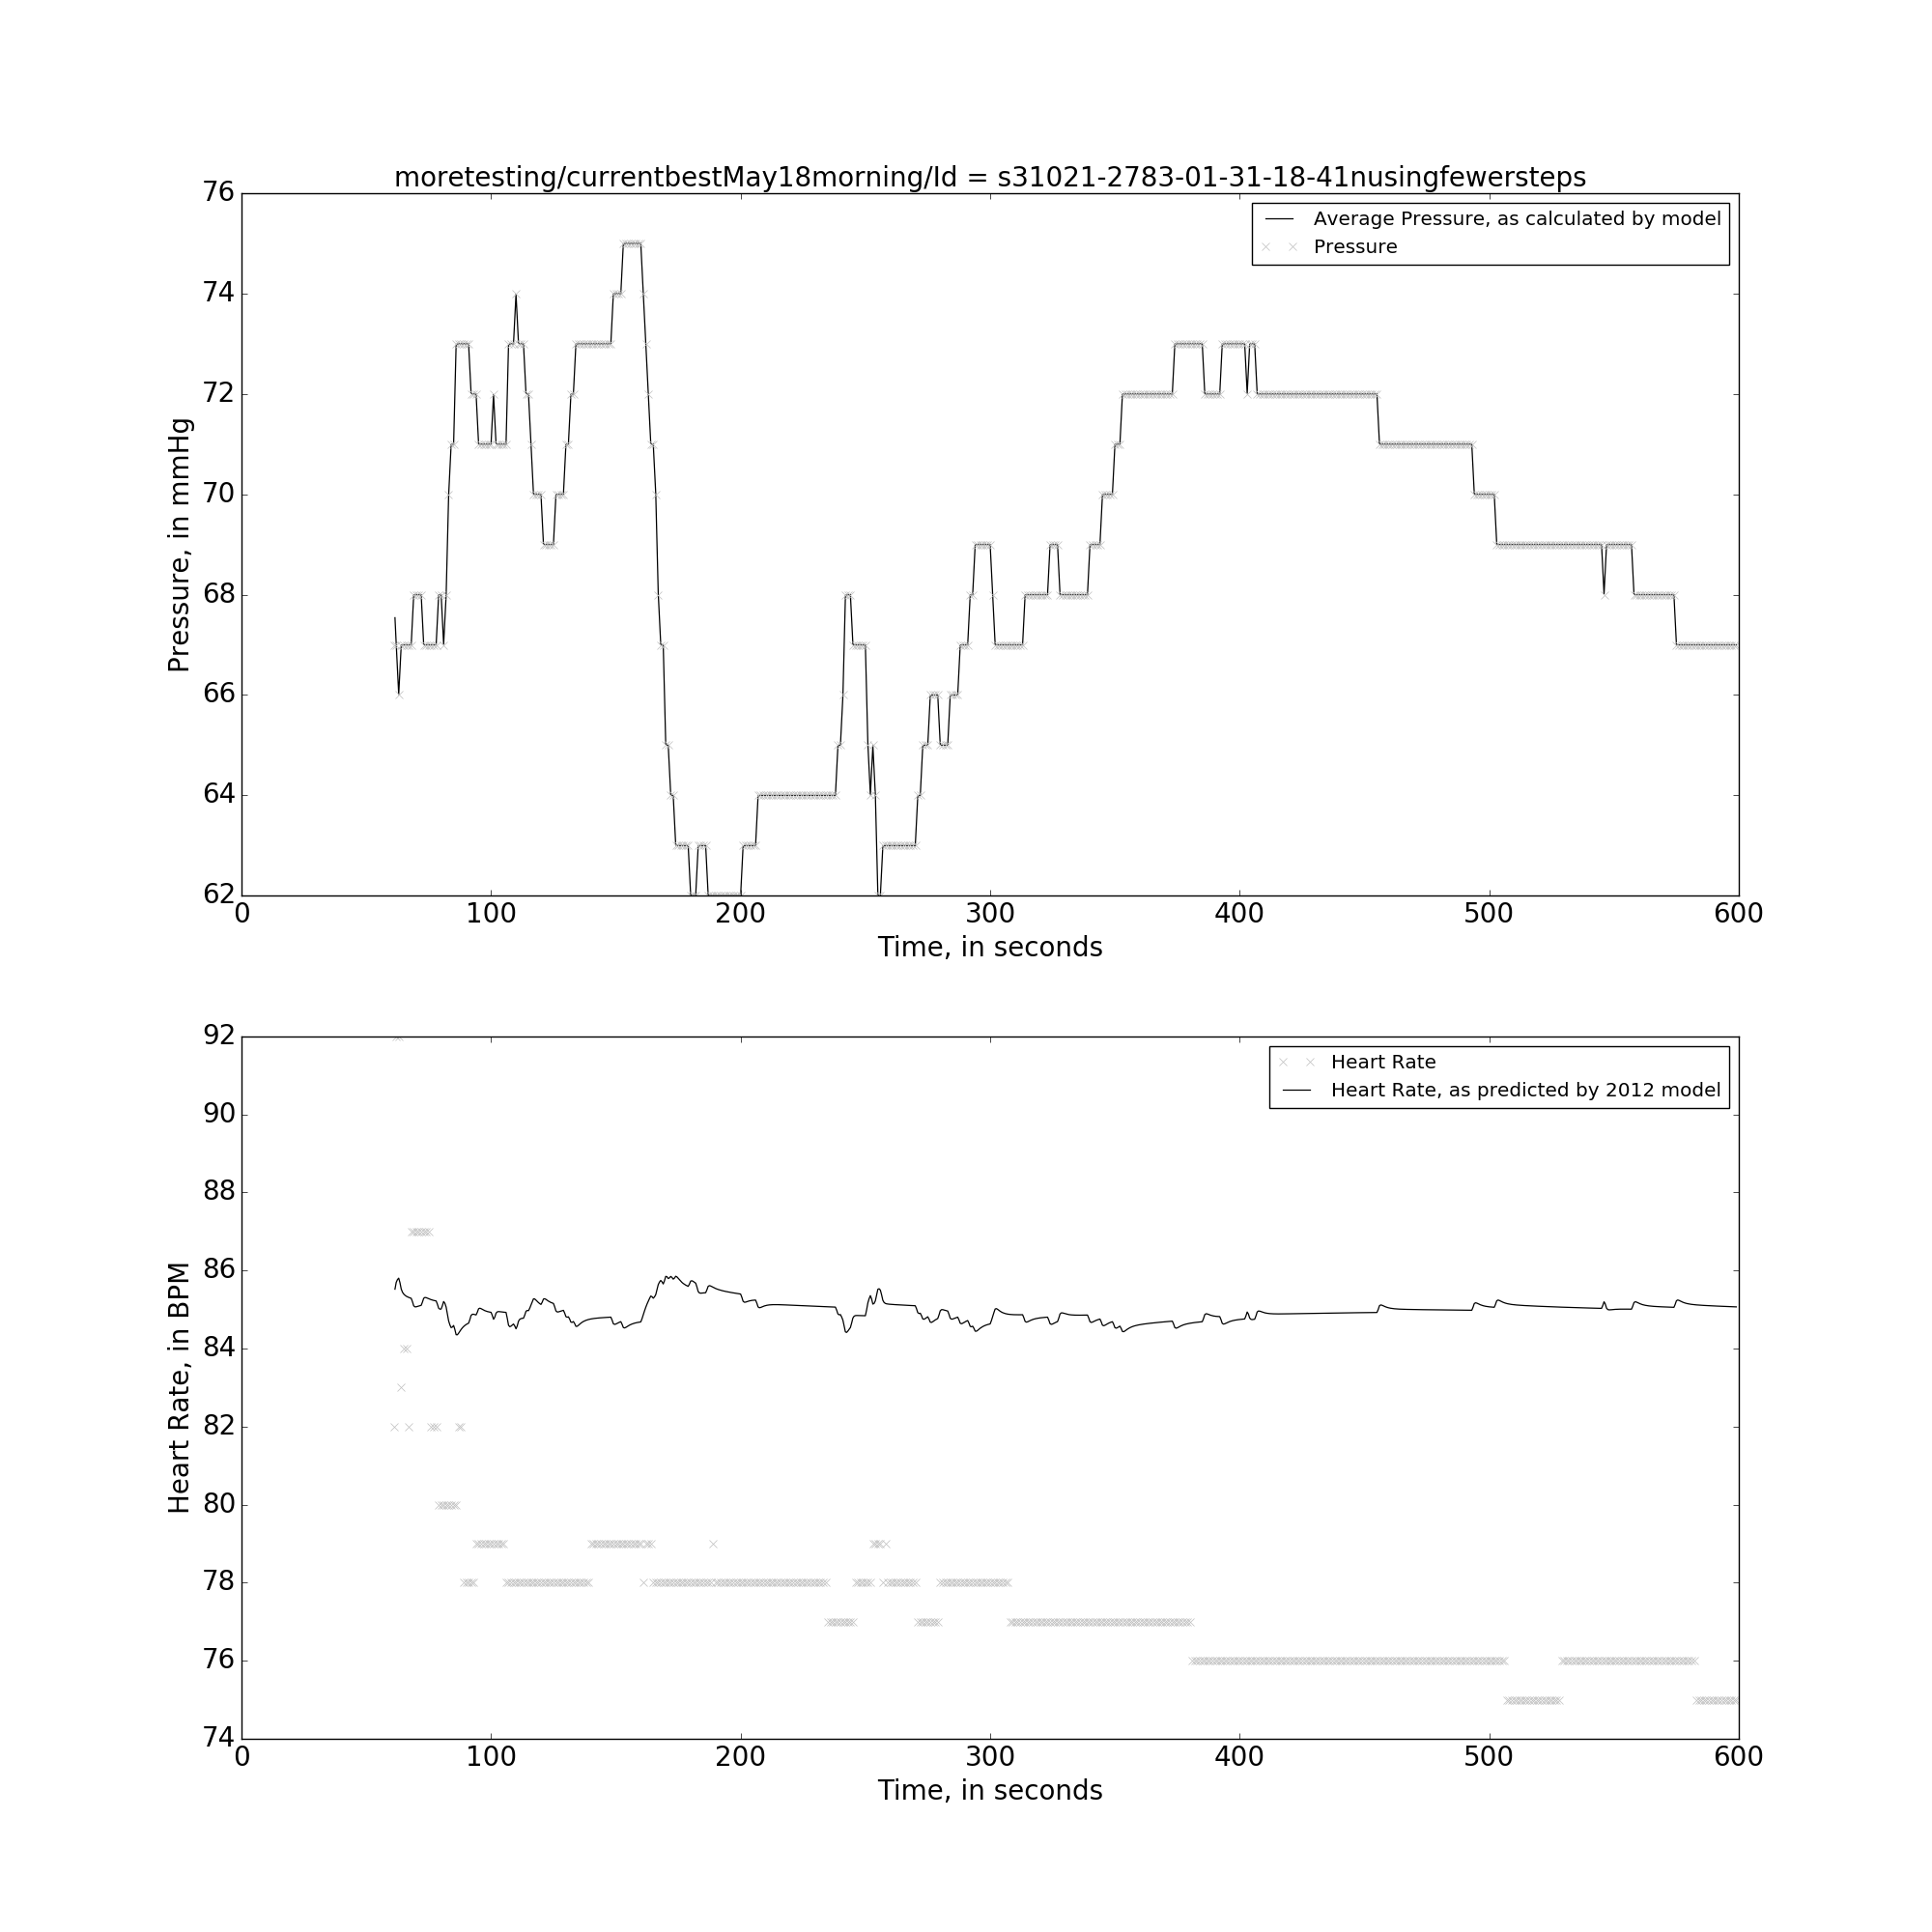 moretesting/currentbestMay18morning/Id = s31021-2783-01-31-18-41nusingfewersteps
76
74
72
70
68
66
64
62
Pressure, in mmHg
Average Pressure, as calculated by model
Pressure
0 100 200 300 400 500 600
Time, in seconds
92
90
88
86
84
82
80
78
76
74
Heart Rate, in BPM
Heart Rate
Heart Rate, as predicted by 2012 model
0 100 200 300 400 500 600
Time, in seconds